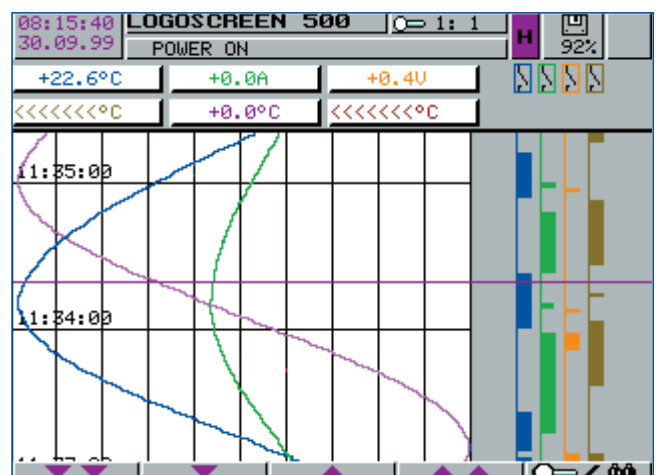 08:15:40 LOGOSCREEN 500 1: 1
30.09.99 POWER ON H 92%
+22.6°C +0.0A +0.4V
<<<<<<<°C +0.0°C <<<<<<<°C
11:35:00
11:34:00